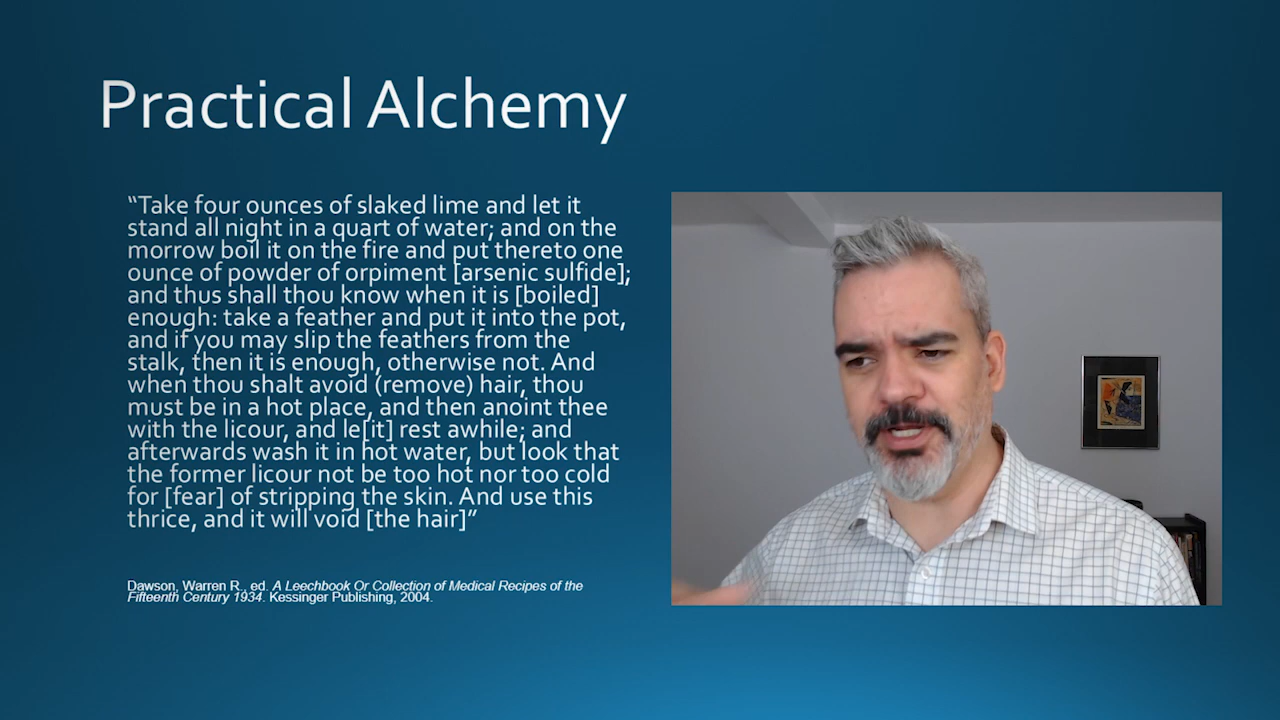 Practical Alchemy
“Take four ounces of slaked lime and let it
stand all night in a quart of water; and on the
morrow boil it on the fire and put thereto one
ounce of powder of orpiment [arsenic sulfide];
and thus shall thou know when it is [boiled]
enough: take a feather and put it into the pot,
and if you may slip the feathers from the
stalk, then it is enough, otherwise not. And
when thou shalt avoid (remove) hair, thou
must be in a hot place, and then anoint thee
with the licour, and le[it] rest awhile; and
afterwards wash it in hot water, but look that
the former licour not be too hot nor too cold
for [fear] of stripping the skin. And use this
thrice, and it will void [the hair]”
Dawson, Warren R., ed. A Leechbook Or Collection of Medical Recipes of the
Fifteenth Century 1934. Kessinger Publishing, 2004.